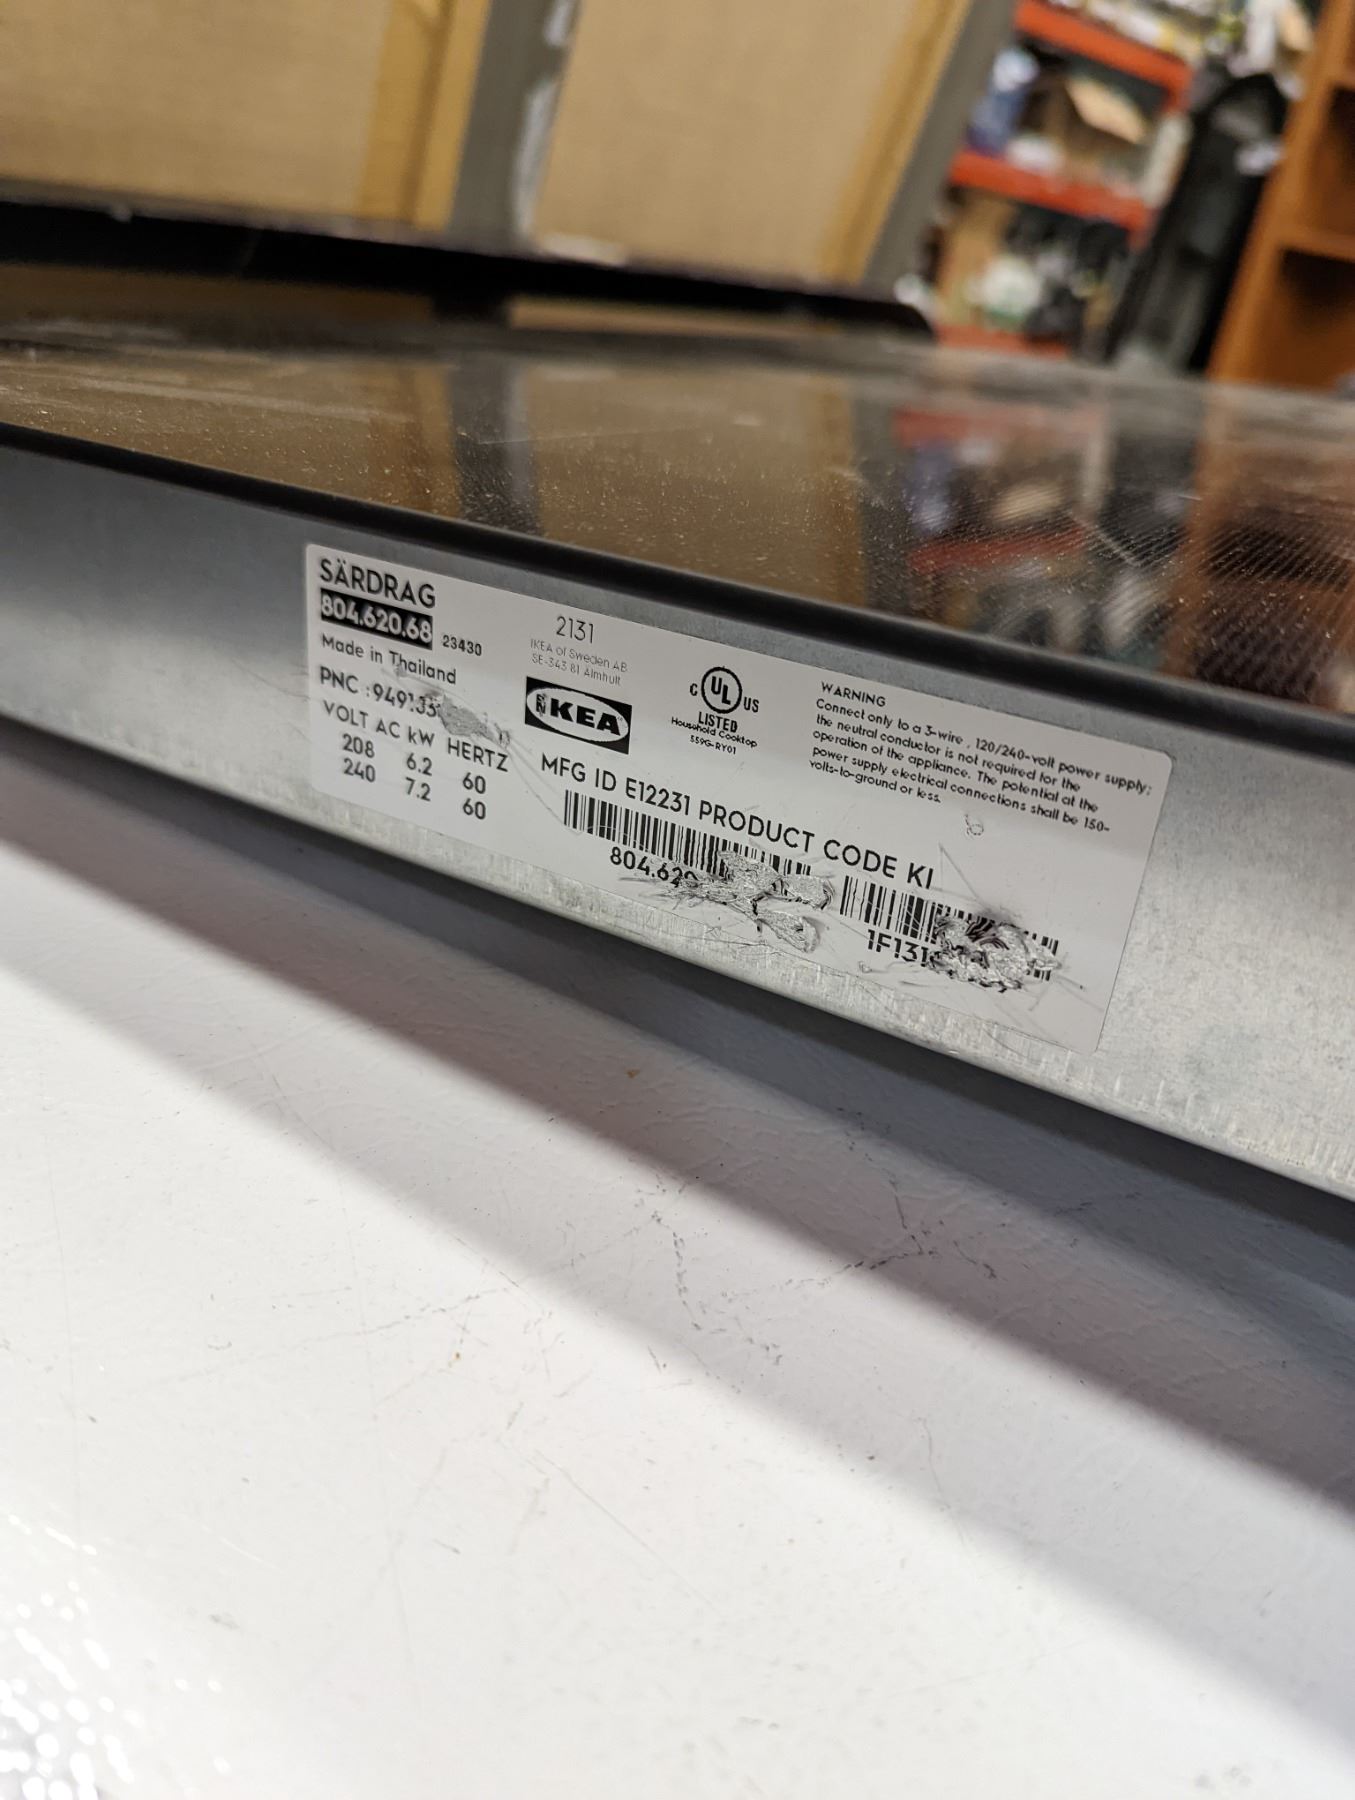 SÄRDRAG
804.620.68 23430
Made in Thailand
PNC : 949135
VOLT AC kW HERTZ
208 6.2 60
240 7.2 60
2131
IKEA of Sweden AB
SE-343 81 Älmhult
IKEA
C UL US
LISTED
Household Cooktop
559G-RY01
WARNING
Connect only to a 3-wire , 120/240-volt power supply;
the neutral conductor is not required for the
operation of the appliance. The potential at the
power supply electrical connections shall be 150-
volts-to-ground or less.
MFG ID E12231 PRODUCT CODE KI
804.620
1F131